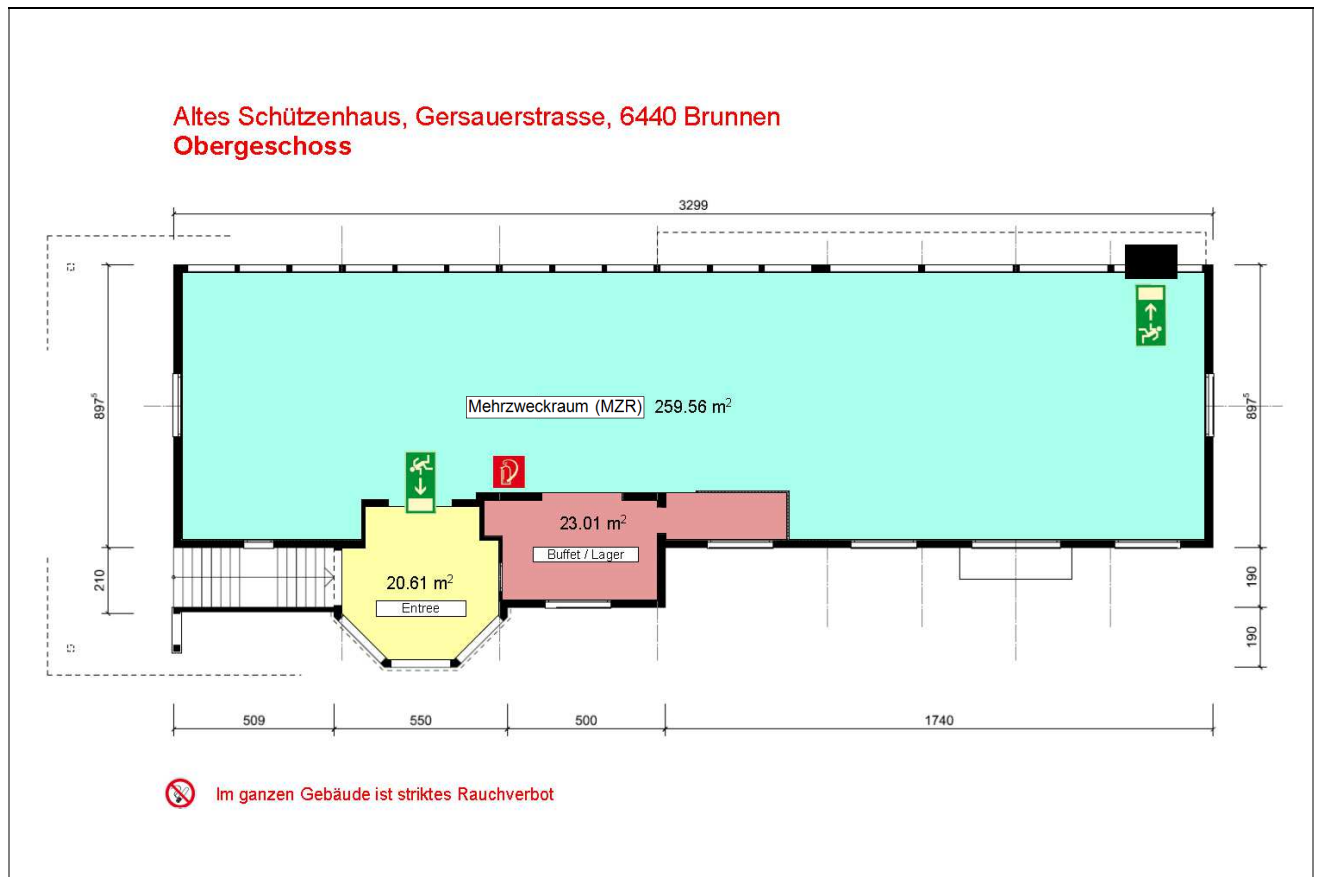 Altes Schützenhaus, Gersauerstrasse, 6440 Brunnen
Obergeschoss
3299
897⁵
897⁵
Mehrzweckraum (MZR) 259.56 m²
23.01 m²
Buffet / Lager
20.61 m²
Entree
210
190
190
509
550
500
1740
Im ganzen Gebäude ist striktes Rauchverbot